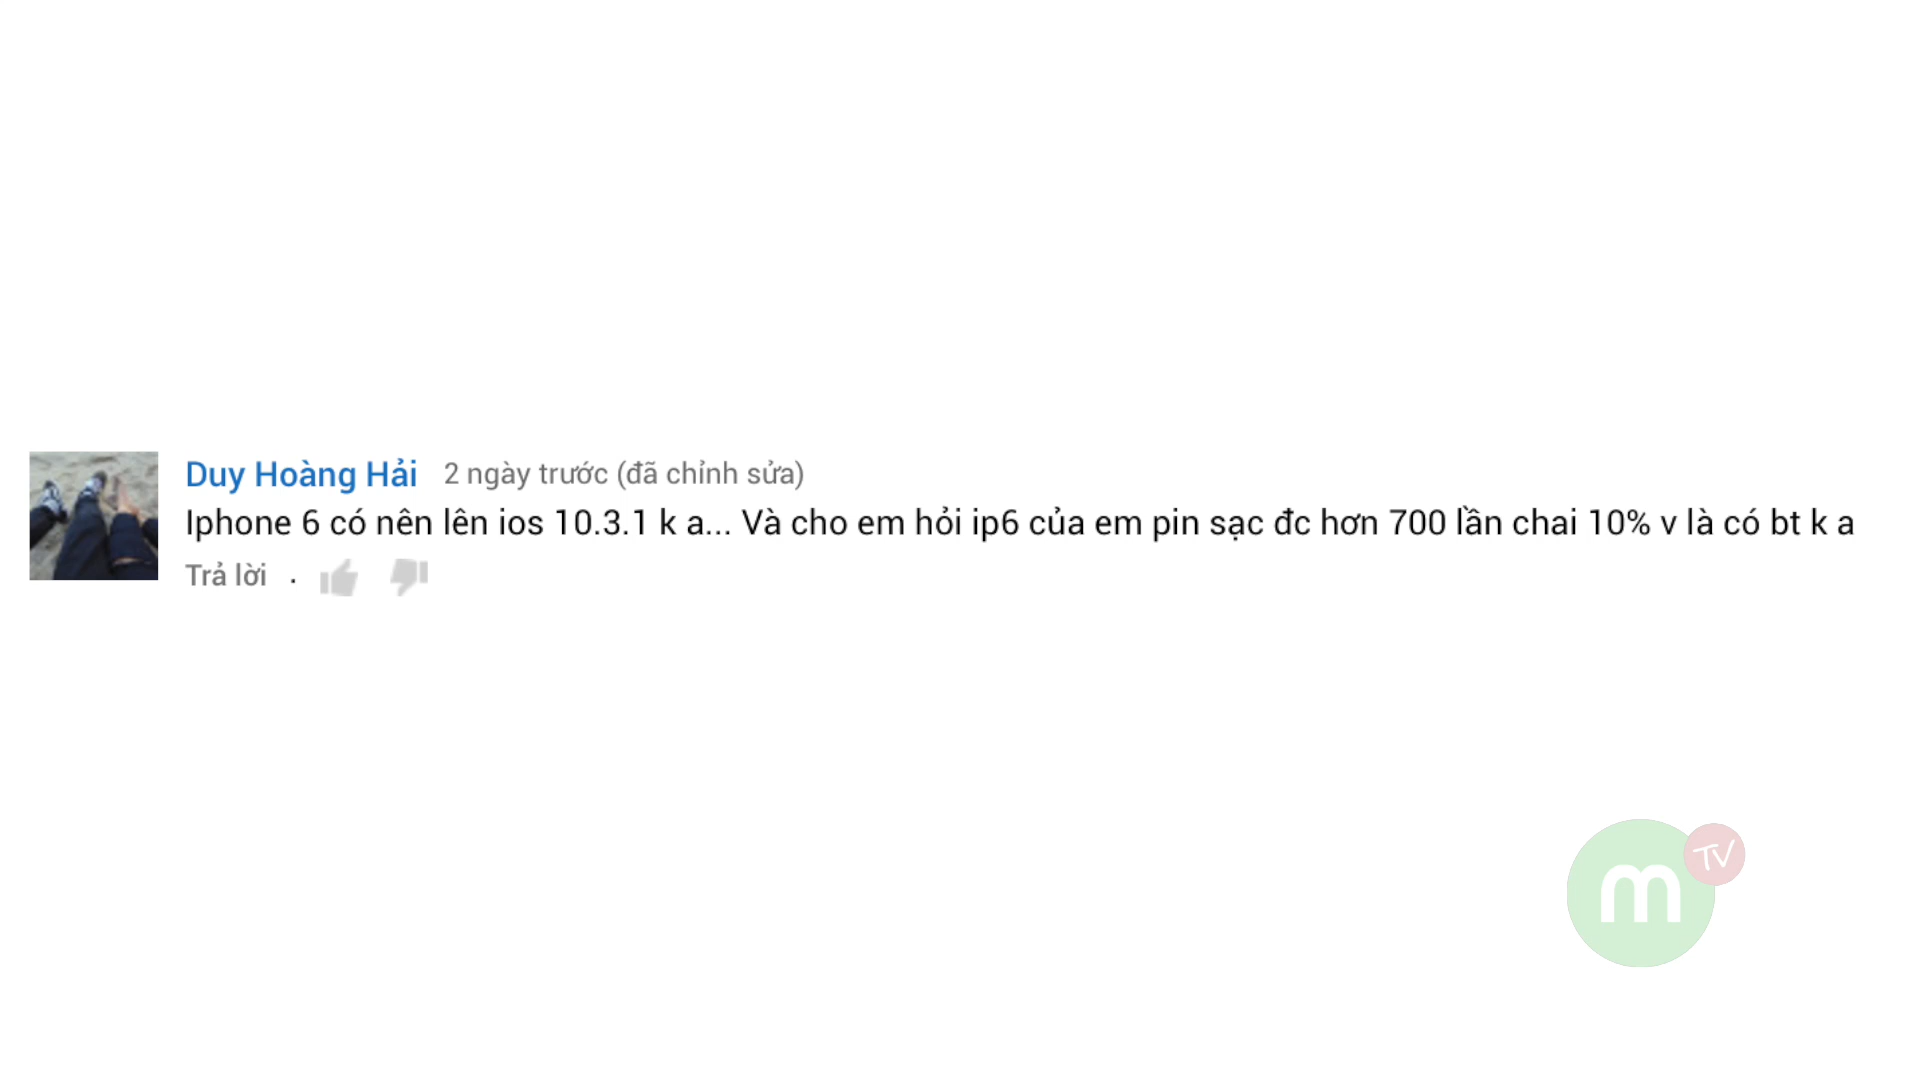 Duy Hoàng Hải 2 ngày trước (đã chỉnh sửa)
Iphone 6 có nên lên ios 10.3.1 k a... Và cho em hỏi ip6 của em pin sạc đc hơn 700 lần chai 10% v là có bt k a
Trả lời .
m TV